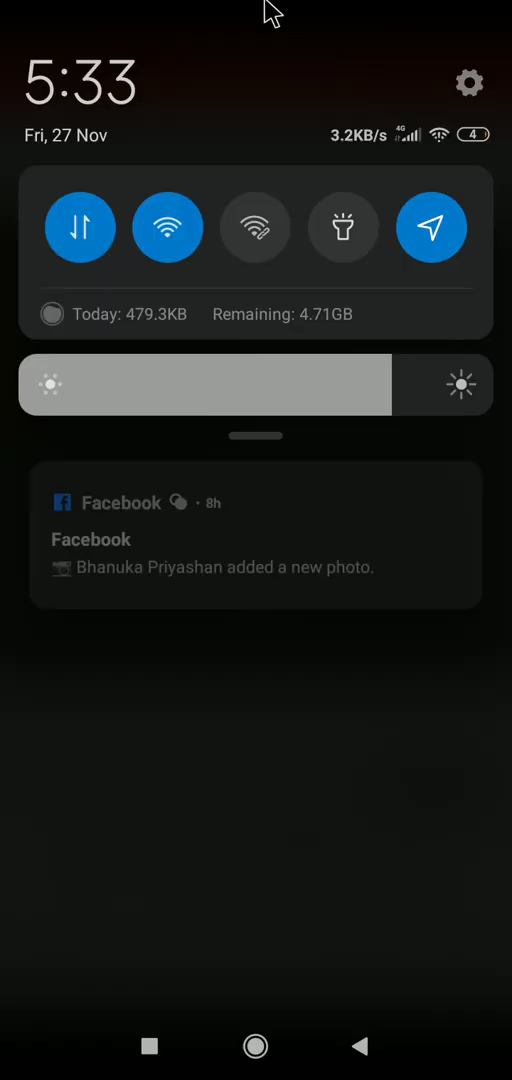 5:33
Fri, 27 Nov
3.2KB/s 4G 4
Today: 479.3KB Remaining: 4.71GB
Facebook · 8h
Facebook
Bhanuka Priyashan added a new photo.